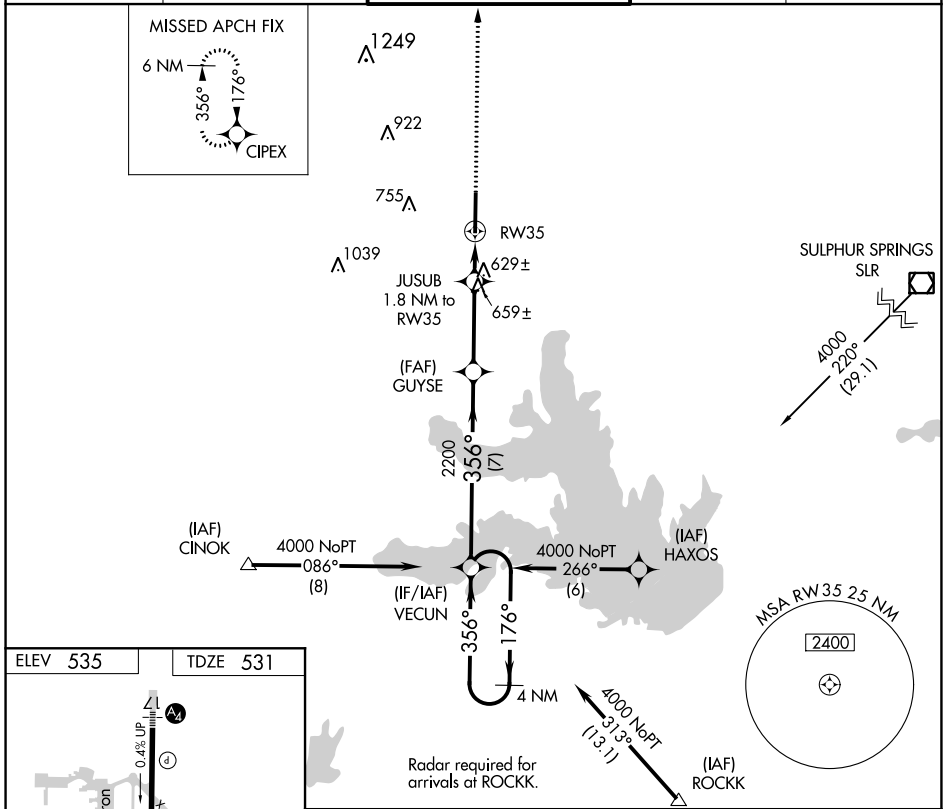 MISSED APCH FIX
6 NM
356°
176°
CIPEX
1249
922
755
1039
RW35
629±
659±
JUSUB
1.8 NM to
RW35
SULPHUR SPRINGS
SLR
4000
220°
(29.1)
(FAF)
GUYSE
2200
356°
(7)
(IAF)
CINOK
4000 NoPT
086°
(8)
(IF/IAF)
VECUN
4000 NoPT
266°
(6)
(IAF)
HAXOS
356°
176°
4 NM
MSA RW35 25 NM
2400
4000 NoPT
313°
(13.1)
(IAF)
ROCKK
Radar required for
arrivals at ROCKK.
ELEV 535
TDZE 531
17
A4
0.4% UP
P